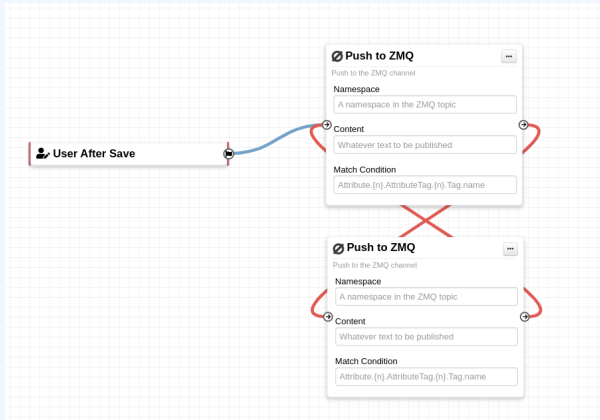 Push to ZMQ
...
Push to the ZMQ channel
Namespace
A namespace in the ZMQ topic
Content
Whatever text to be published
Match Condition
Attribute.{n}.AttributeTag.{n}.Tag.name
User After Save
Push to ZMQ
...
Push to the ZMQ channel
Namespace
A namespace in the ZMQ topic
Content
Whatever text to be published
Match Condition
Attribute.{n}.AttributeTag.{n}.Tag.name